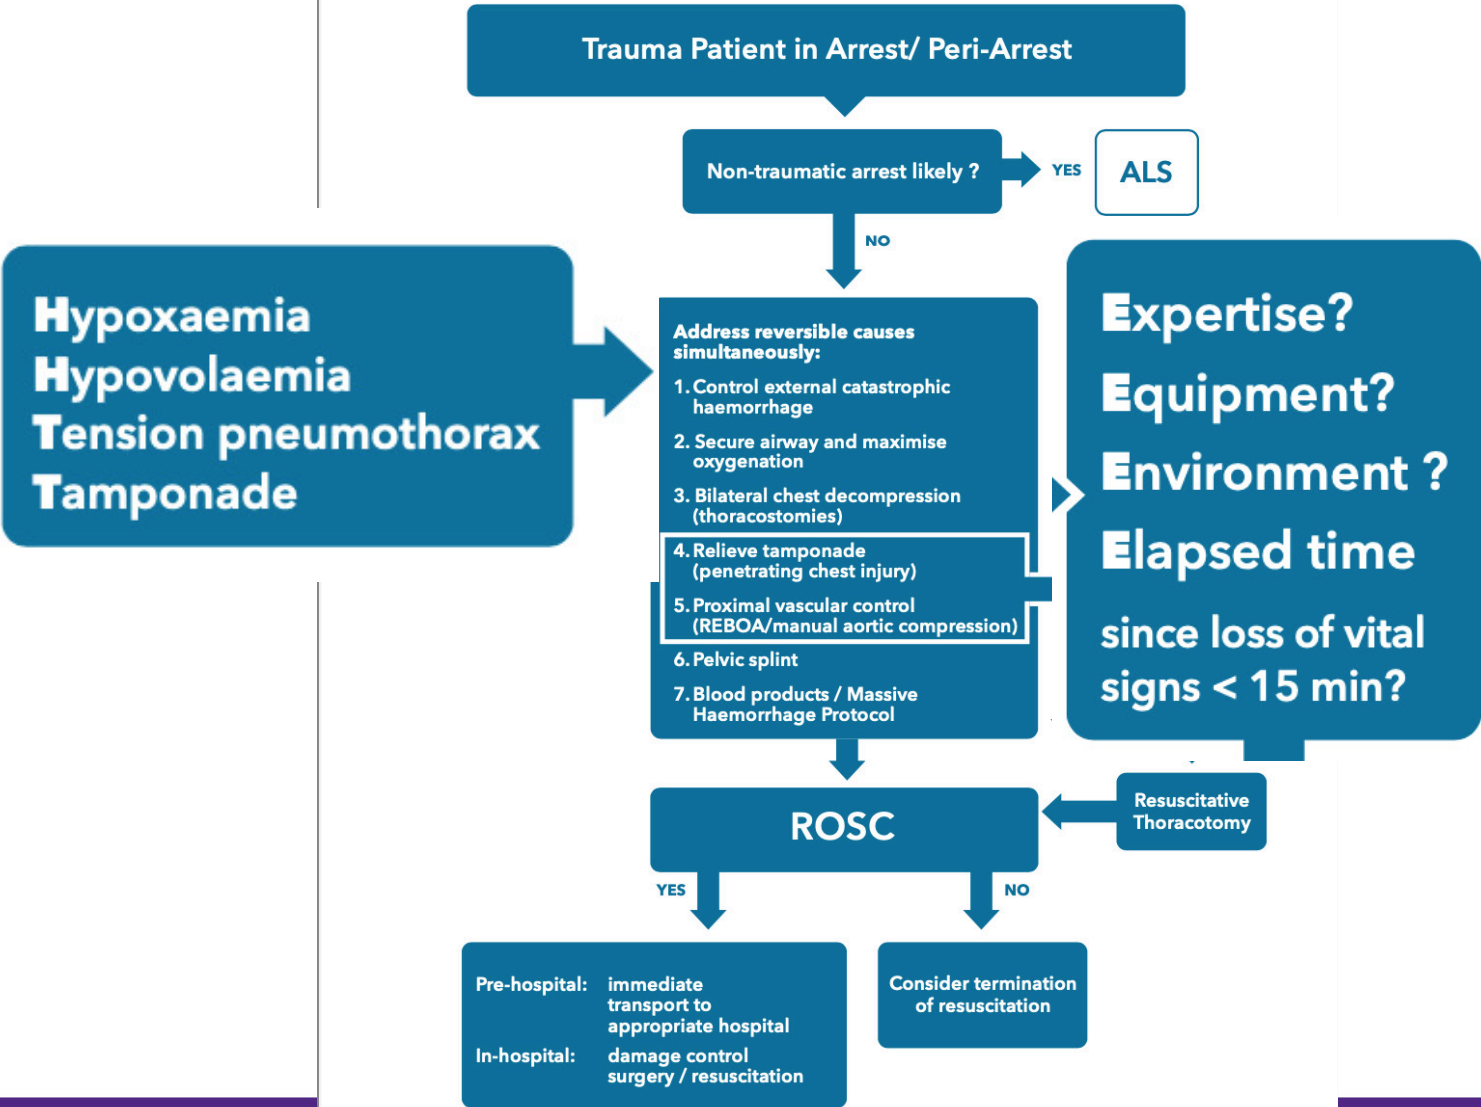 Trauma Patient in Arrest/ Peri-Arrest
Non-traumatic arrest likely ?
YES
ALS
NO
Hypoxaemia
Hypovolaemia
Tension pneumothorax
Tamponade
Address reversible causes
simultaneously:
1. Control external catastrophic
haemorrhage
2. Secure airway and maximise
oxygenation
3. Bilateral chest decompression
(thoracostomies)
4. Relieve tamponade
(penetrating chest injury)
5. Proximal vascular control
(REBOA/manual aortic compression)
6. Pelvic splint
7. Blood products / Massive
Haemorrhage Protocol
Expertise?
Equipment?
Environment ?
Elapsed time
since loss of vital
signs < 15 min?
Resuscitative
Thoracotomy
ROSC
YES
NO
Pre-hospital: immediate
transport to
appropriate hospital
In-hospital: damage control
surgery / resuscitation
Consider termination
of resuscitation